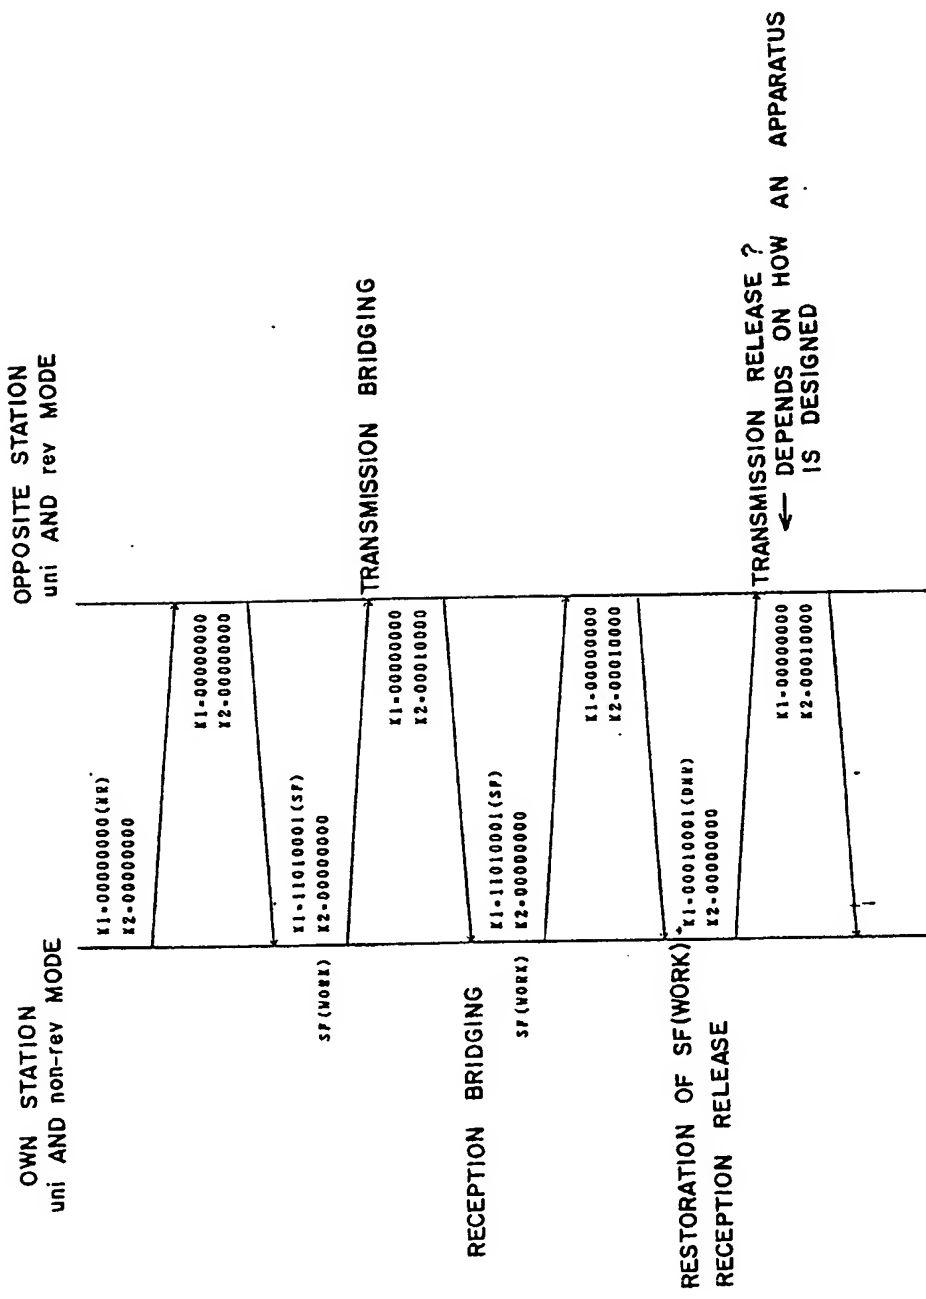 OWN STATION
uni AND non-rev MODE
OPPOSITE STATION
uni AND rev MODE
K1=00000000(NR)
K2=00000000
K1=00000000
K2=00000000
SF(WORK)
K1=11010001(SF)
K2=00000000
TRANSMISSION BRIDGING
K1=00000000
K2=00010000
RECEPTION BRIDGING
SF(WORK)
K1=11010001(SF)
K2=00000000
K1=00000000
K2=00010000
RESTORATION OF SF(WORK)
RECEPTION RELEASE
K1=00010001(DNR)
K2=00000000
TRANSMISSION RELEASE ?
← DEPENDS ON HOW AN APPARATUS
IS DESIGNED
K1=00000000
K2=00010000